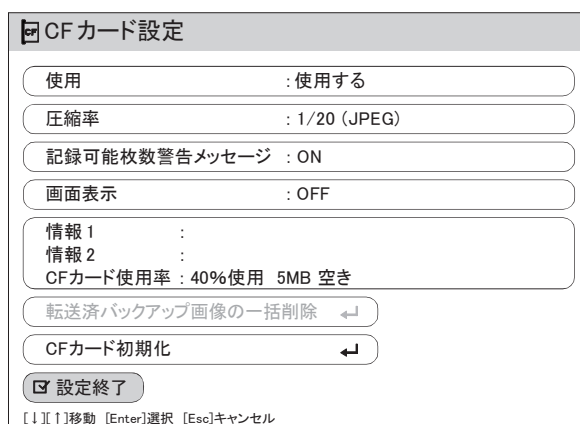 CF CFカード設定
使用 :使用する
圧縮率 : 1/20 (JPEG)
記録可能枚数警告メッセージ : ON
画面表示 : OFF
情報1 :
情報2 :
CFカード使用率 : 40%使用 5MB 空き
転送済バックアップ画像の一括削除 ↵
CFカード初期化 ↵
設定終了
[↓][↑]移動 [Enter]選択 [Esc]キャンセル